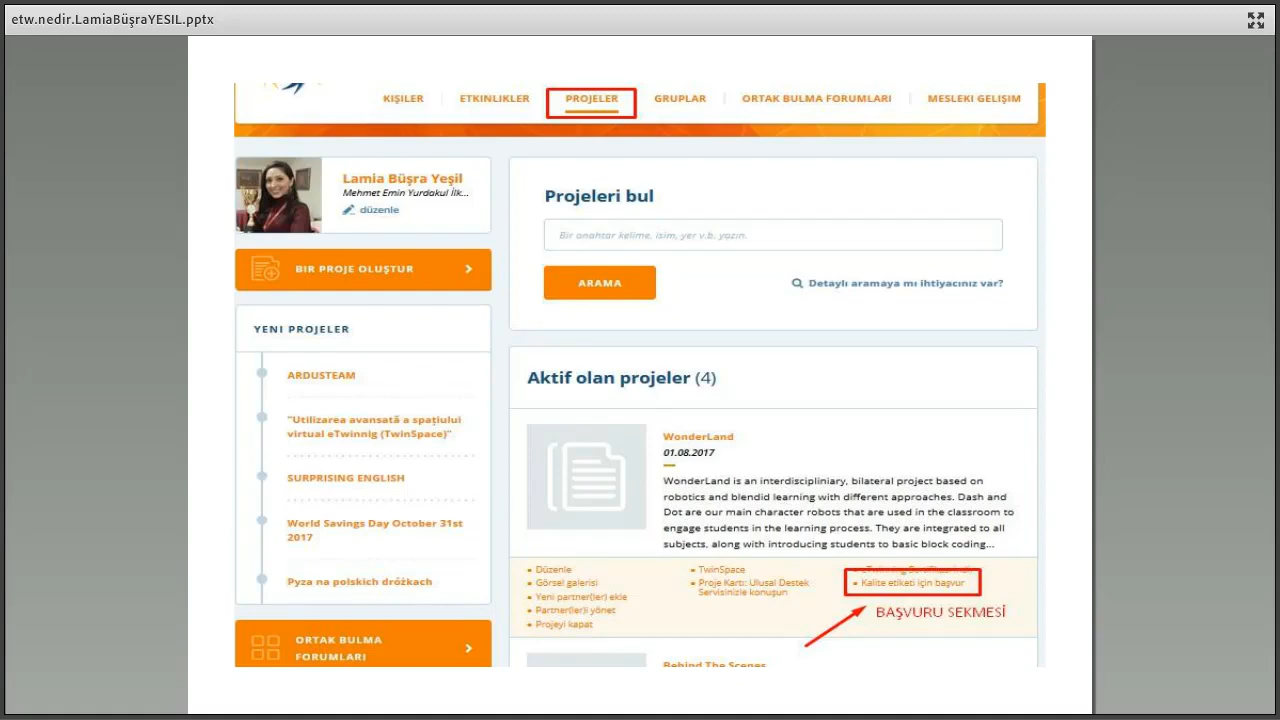 etw.nedir.LamiaBüşraYESIL.pptx
KIŞILER ETKINLIKLER PROJELER GRUPLAR ORTAK BULMA FORUMLARI MESLEKI GELIŞIM
Lamia Büşra Yeşil
Mehmet Emin Yurdakul İlk...
düzenle
BIR PROJE OLUŞTUR
YENI PROJELER
ARDUSTEAM
"Utilizarea avansată a spațiului
virtual eTwinnig (TwinSpace)"
SURPRISING ENGLISH
World Savings Day October 31st
2017
Pyza na polskich dróżkach
ORTAK BULMA
FORUMLARI
Projeleri bul
Bir anahtar kelime, isim, yer v.b. yazın.
ARAMA
Detaylı aramaya mı ihtiyacınız var?
Aktif olan projeler (4)
WonderLand
01.08.2017
WonderLand is an interdiscipliniary, bilateral project based on
robotics and blendid learning with different approaches. Dash and
Dot are our main character robots that are used in the classroom to
engage students in the learning process. They are integrated to all
subjects, along with introducing students to basic block coding...
Düzenle
Görsel galerisi
Yeni partner(ler) ekle
Partner(ler)i yönet
Projeyi kapat
TwinSpace
Proje Kartı: Ulusal Destek
Servisinizle konuşun
Kalite etiketi için başvur
BAŞVURU SEKMESİ
Behind The Scenes